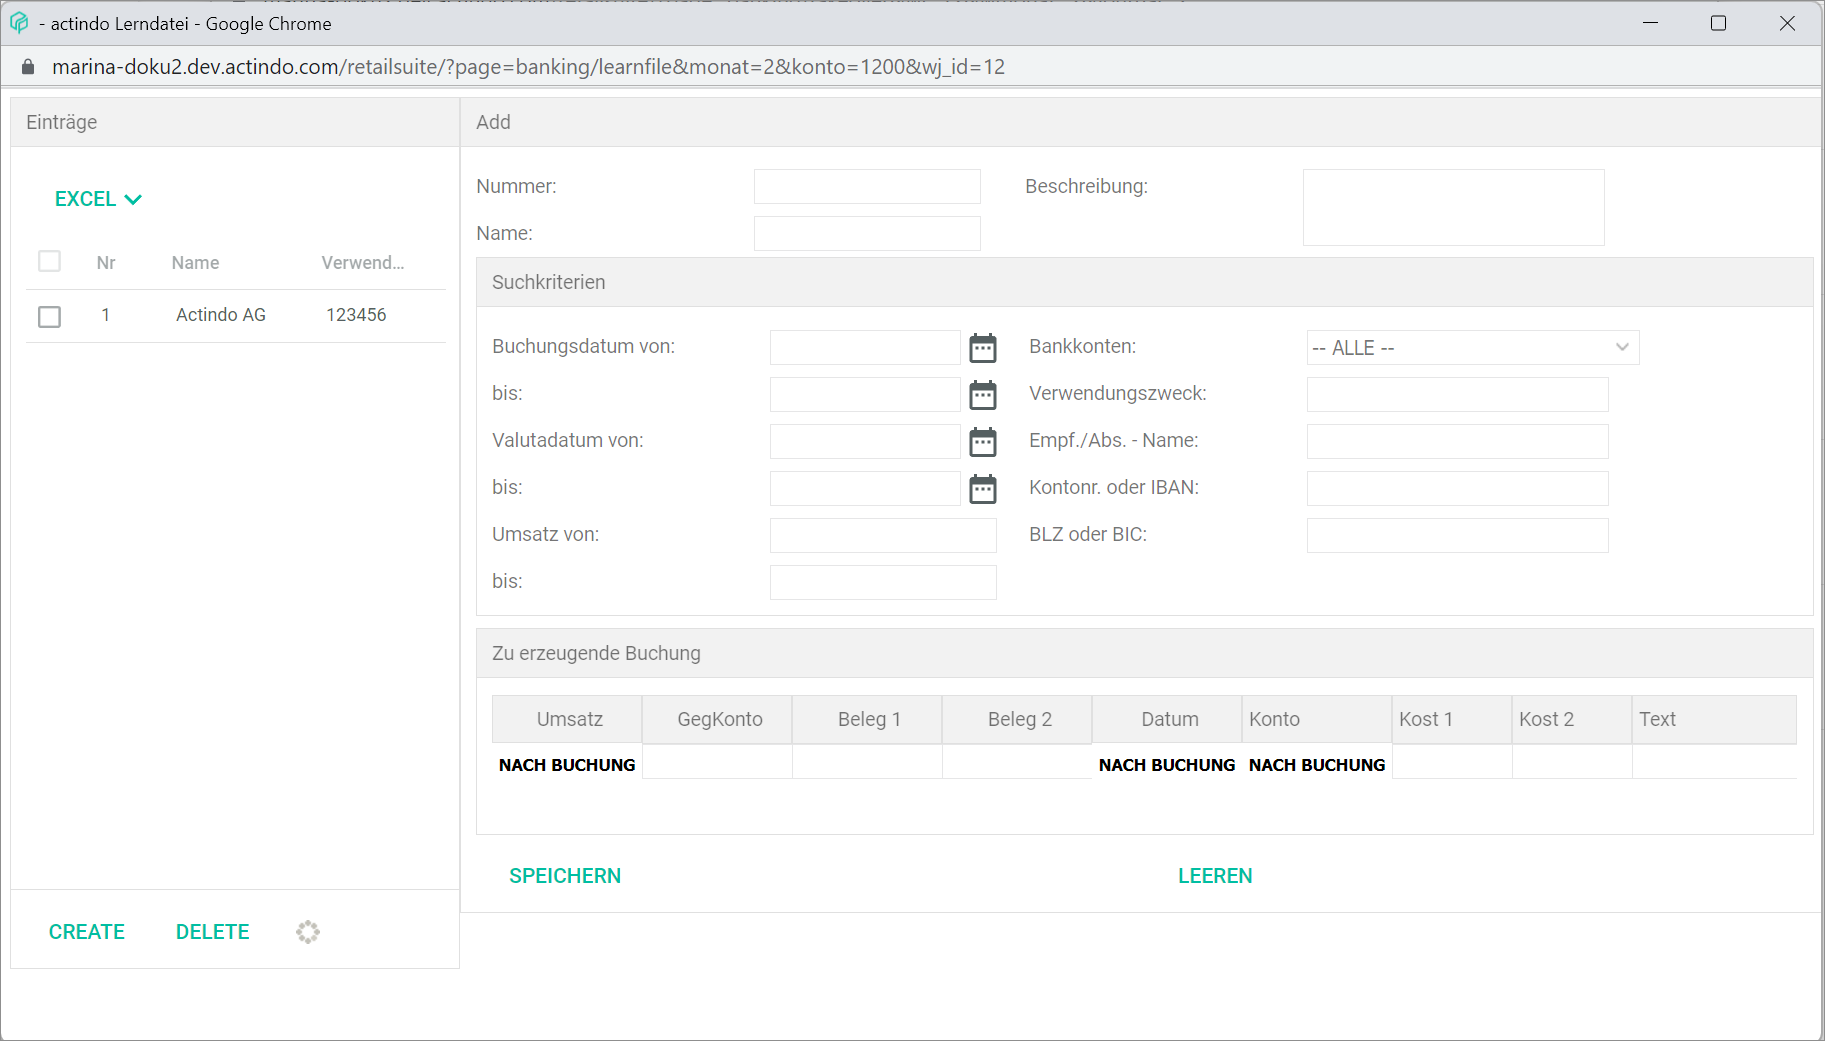 - actindo Lerndatei - Google Chrome
marina-doku2.dev.actindo.com/retailsuite/?page=banking/learnfile&monat=2&konto=1200&wj_id=12
Einträge
EXCEL
Nr Name Verwend...
1 Actindo AG 123456
CREATE DELETE
Add
Nummer: Beschreibung:
Name:
Suchkriterien
Buchungsdatum von: Bankkonten: -- ALLE --
bis: Verwendungszweck:
Valutadatum von: Empf./Abs. - Name:
bis: Kontonr. oder IBAN:
Umsatz von: BLZ oder BIC:
bis:
Zu erzeugende Buchung
Umsatz GegKonto Beleg 1 Beleg 2 Datum Konto Kost 1 Kost 2 Text
NACH BUCHUNG NACH BUCHUNG NACH BUCHUNG
SPEICHERN LEEREN